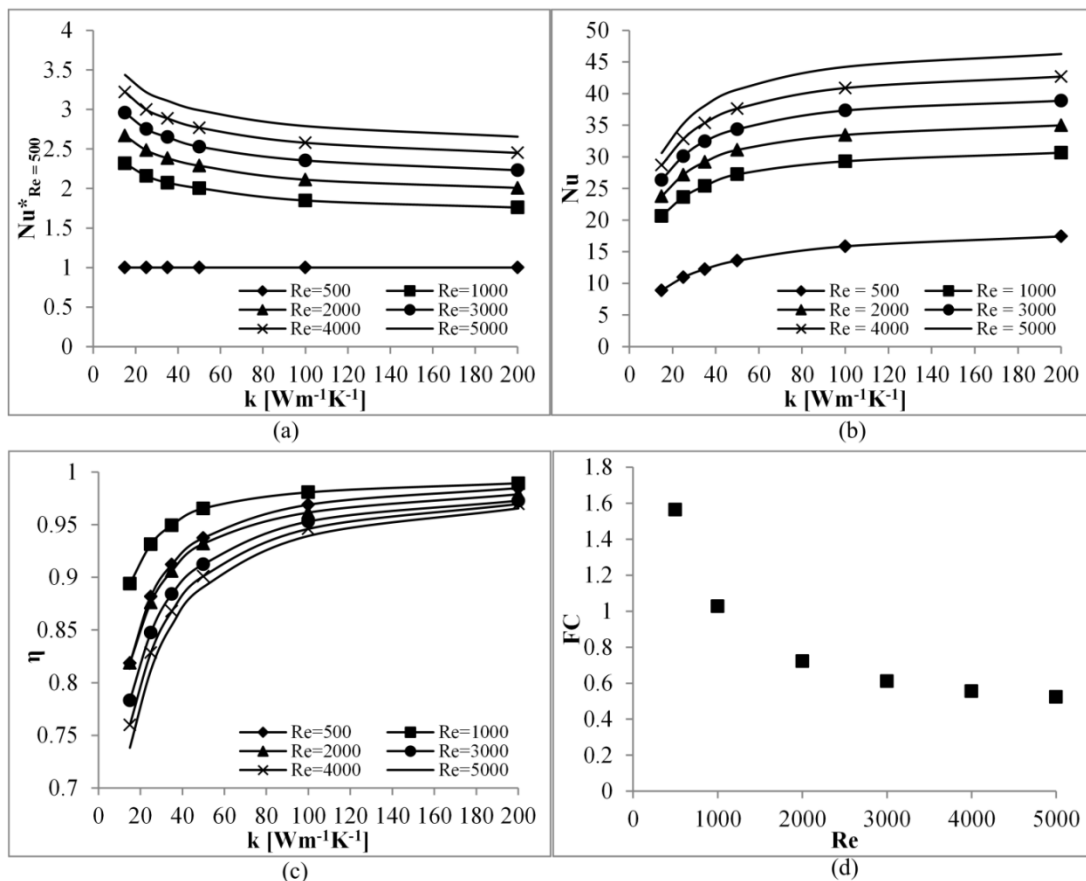 4
3.5
3
2.5
2
1.5
1
0.5
0
Nu*Re = 500
Re=500 Re=1000
Re=2000 Re=3000
Re=4000 Re=5000
0 20 40 60 80 100 120 140 160 180 200
k [Wm-1K-1]
(a)
50
45
40
35
30
25
20
15
10
5
0
Nu
Re = 500 Re = 1000
Re = 2000 Re = 3000
Re = 4000 Re = 5000
0 20 40 60 80 100 120 140 160 180 200
k [Wm-1K-1]
(b)
1
0.95
0.9
0.85
0.8
0.75
0.7
η
Re=500 Re=1000
Re=2000 Re=3000
Re=4000 Re=5000
0 20 40 60 80 100 120 140 160 180 200
k [Wm-1K-1]
(c)
1.8
1.6
1.4
1.2
1
0.8
0.6
0.4
0.2
0
FC
0 1000 2000 3000 4000 5000
Re
(d)